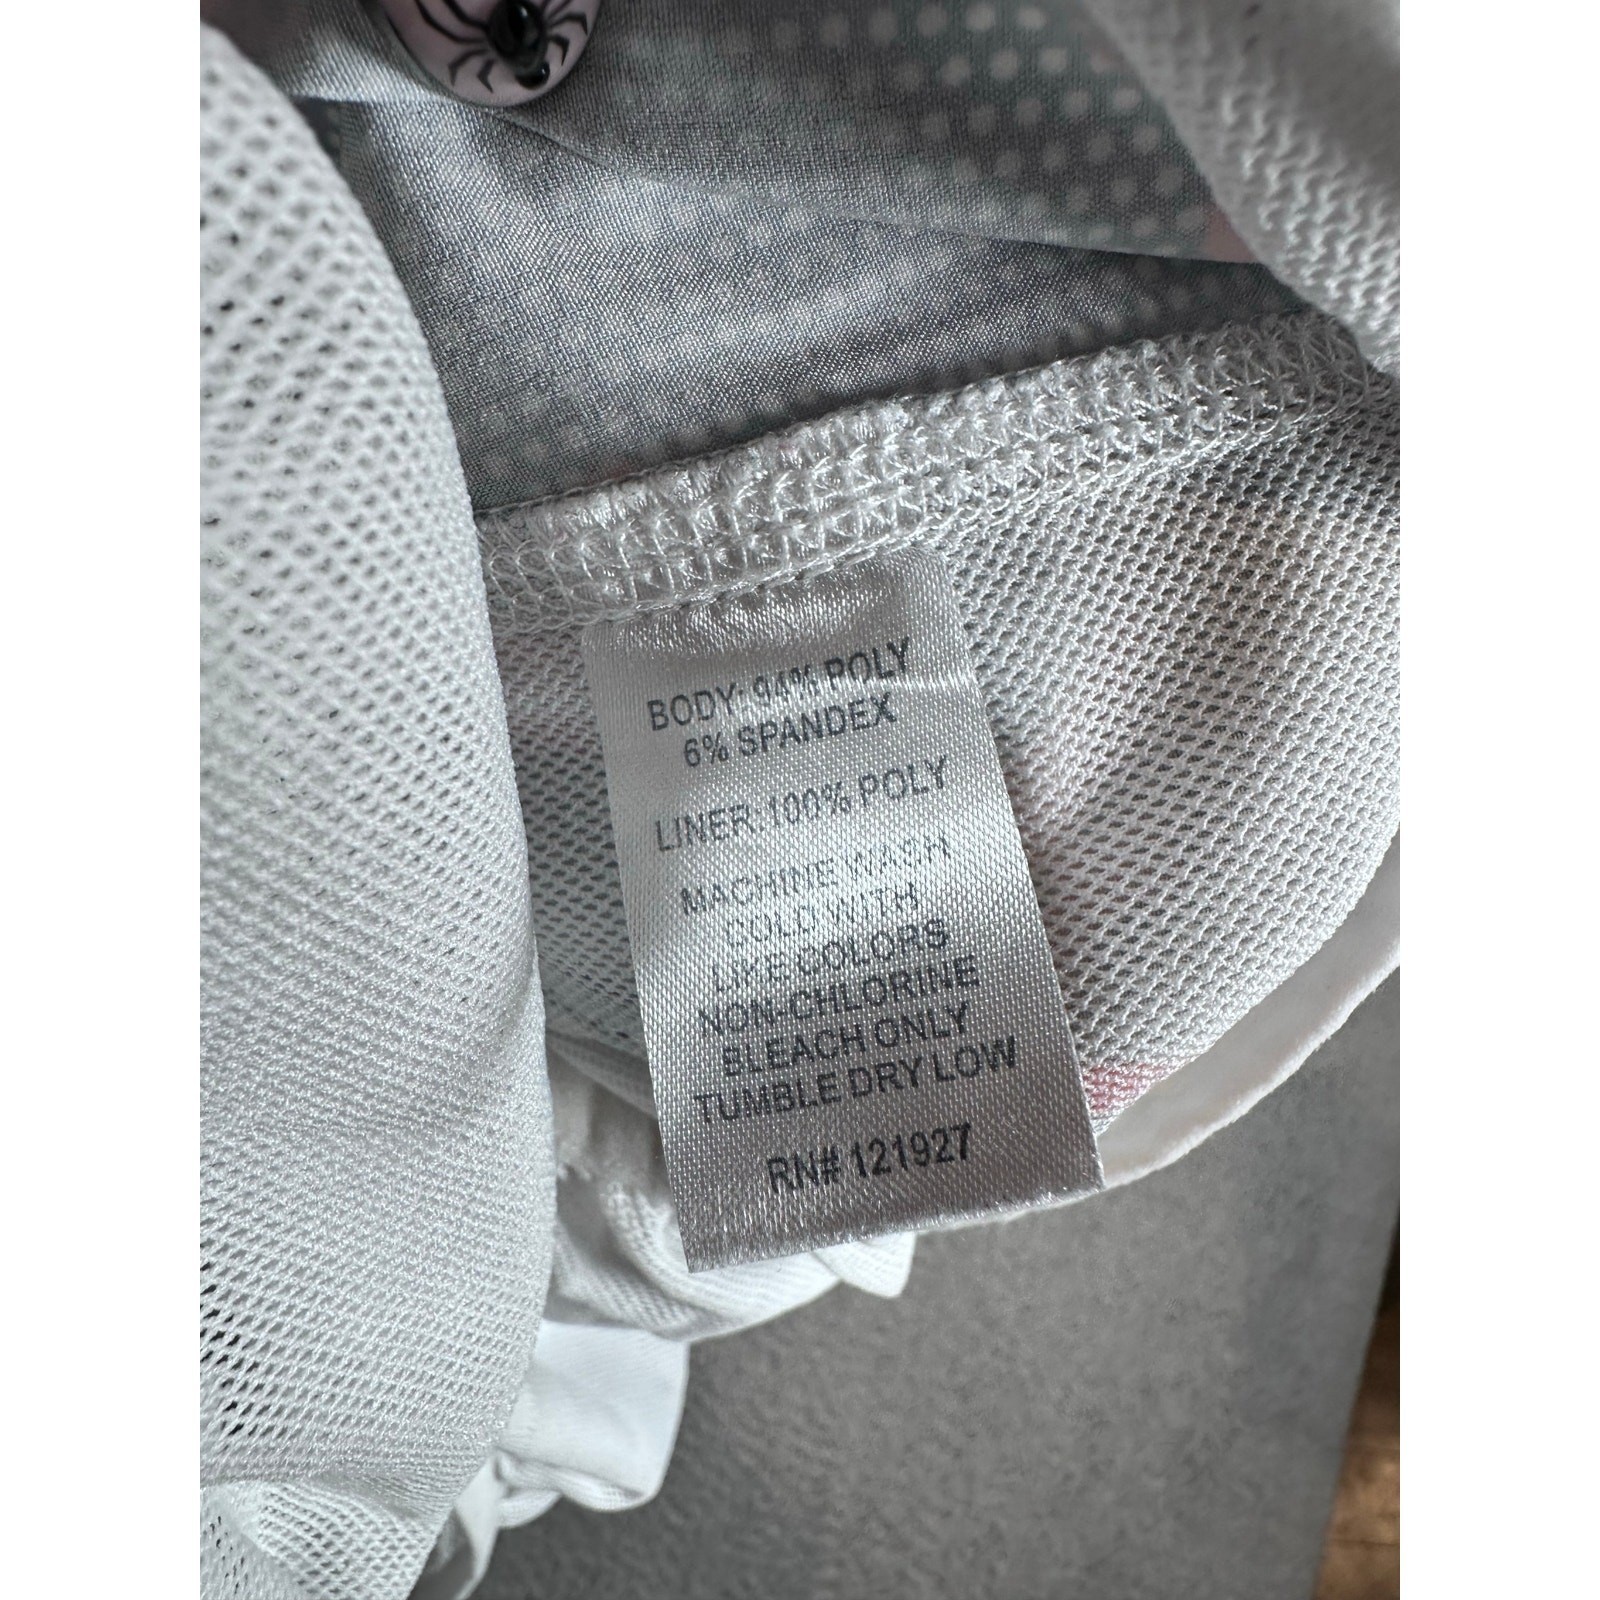 BODY: 94% POLY
6% SPANDEX
LINER: 100% POLY
MACHINE WASH
COLD WITH
LIKE COLORS
NON-CHLORINE
BLEACH ONLY
TUMBLE DRY LOW
RN# 121927